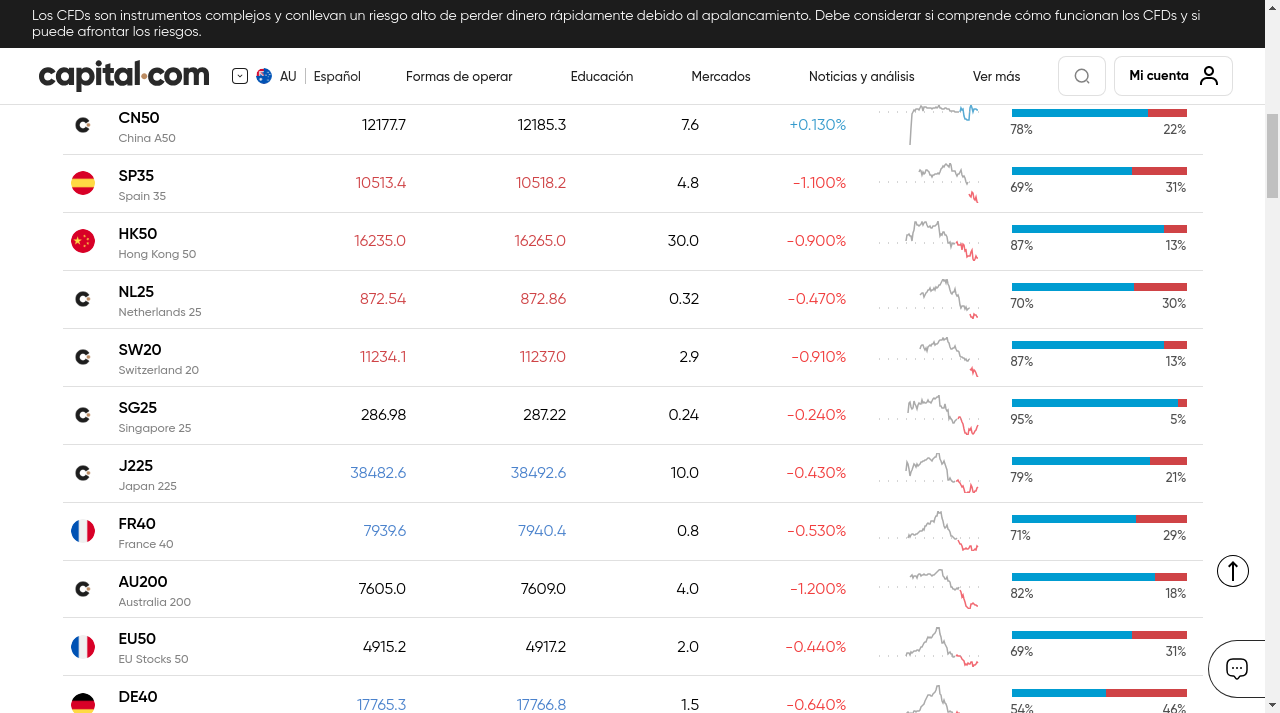 Los CFDs son instrumentos complejos y conllevan un riesgo alto de perder dinero rápidamente debido al apalancamiento. Debe considerar si comprende cómo funcionan los CFDs y si
puede afrontar los riesgos.
capital.com AU Español Formas de operar Educación Mercados Noticias y análisis Ver más Mi cuenta
CN50 12177.7 12185.3 7.6 +0.130%
China A50 78% 22%
SP35 10513.4 10518.2 4.8 -1.100%
Spain 35 69% 31%
HK50 16235.0 16265.0 30.0 -0.900%
Hong Kong 50 87% 13%
NL25 872.54 872.86 0.32 -0.470%
Netherlands 25 70% 30%
SW20 11234.1 11237.0 2.9 -0.910%
Switzerland 20 87% 13%
SG25 286.98 287.22 0.24 -0.240%
Singapore 25 95% 5%
J225 38482.6 38492.6 10.0 -0.430%
Japan 225 79% 21%
FR40 7939.6 7940.4 0.8 -0.530%
France 40 71% 29%
AU200 7605.0 7609.0 4.0 -1.200%
Australia 200 82% 18%
EU50 4915.2 4917.2 2.0 -0.440%
EU Stocks 50 69% 31%
DE40 17765.3 17766.8 1.5 -0.640%
54% 46%